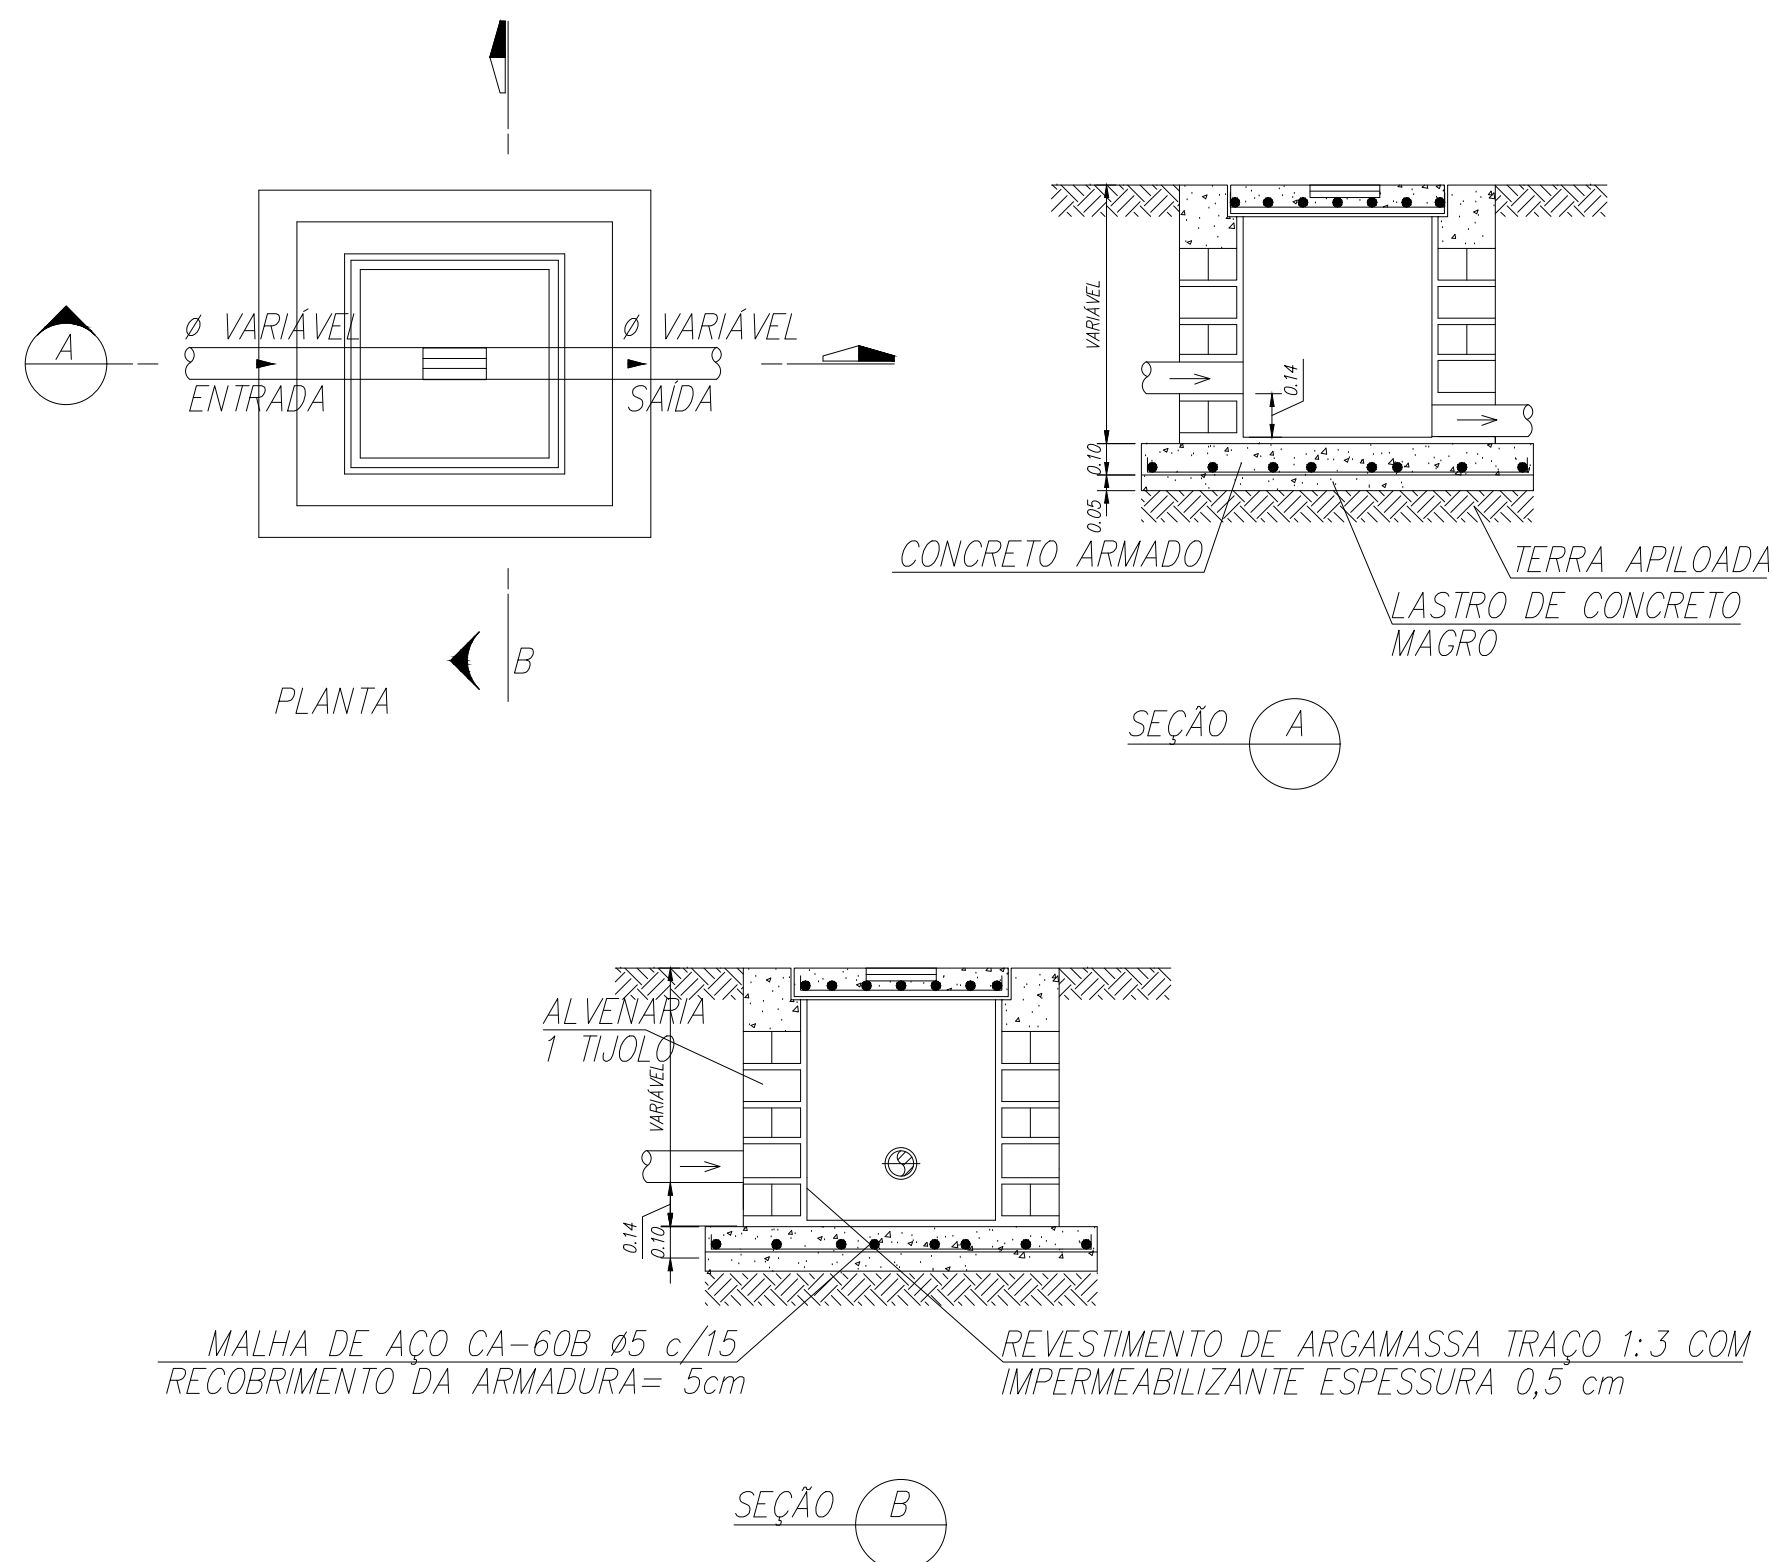 A
Ø VARIÁVEL
ENTRADA
Ø VARIÁVEL
SAÍDA
B
PLANTA
VARIÁVEL
0.14
0.10
0.05
CONCRETO ARMADO
TERRA APILOADA
LASTRO DE CONCRETO
MAGRO
SEÇÃO A
ALVENARIA
1 TIJOLO
VARIÁVEL
0.14
0.10
MALHA DE AÇO CA-60B Ø5 c/15
RECOBRIMENTO DA ARMADURA= 5cm
REVESTIMENTO DE ARGAMASSA TRAÇO 1:3 COM
IMPERMEABILIZANTE ESPESSURA 0,5 cm
SEÇÃO B